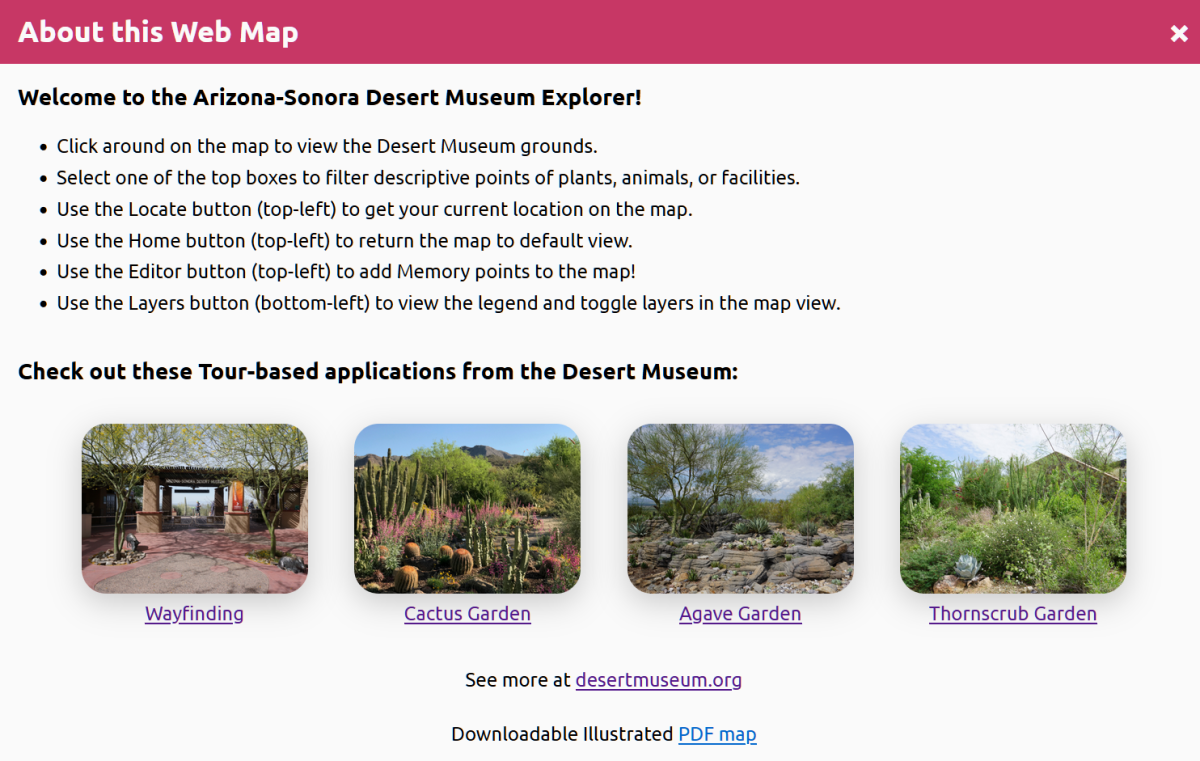 About this Web Map ×
Welcome to the Arizona-Sonora Desert Museum Explorer!
• Click around on the map to view the Desert Museum grounds.
• Select one of the top boxes to filter descriptive points of plants, animals, or facilities.
• Use the Locate button (top-left) to get your current location on the map.
• Use the Home button (top-left) to return the map to default view.
• Use the Editor button (top-left) to add Memory points to the map!
• Use the Layers button (bottom-left) to view the legend and toggle layers in the map view.
Check out these Tour-based applications from the Desert Museum:
ARIZONA-SONORA DESERT MUSEUM
Wayfinding
Cactus Garden
Agave Garden
Thornscrub Garden
See more at desertmuseum.org
Downloadable Illustrated PDF map